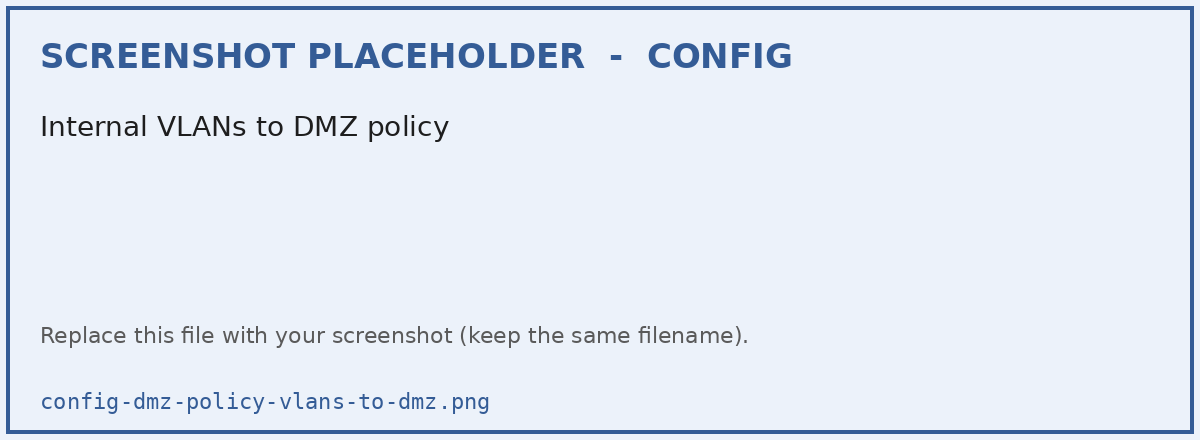 SCREENSHOT PLACEHOLDER - CONFIG
Internal VLANs to DMZ policy
Replace this file with your screenshot (keep the same filename).
config-dmz-policy-vlans-to-dmz.png